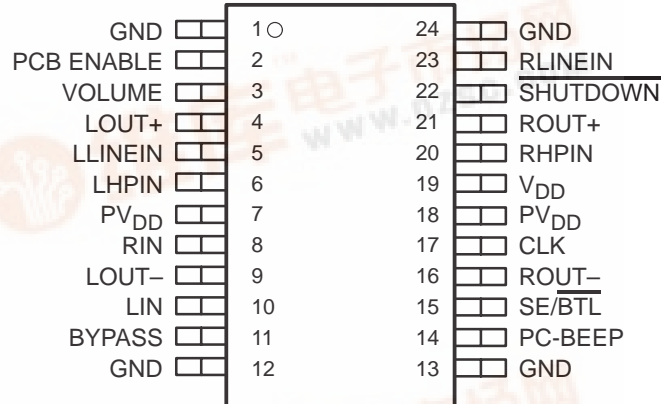 GND 1 24 GND
PCB ENABLE 2 23 RLINEIN
VOLUME 3 22 SHUTDOWN
LOUT+ 4 21 ROUT+
LLINEIN 5 20 RHPIN
LHPIN 6 19 VDD
PVDD 7 18 PVDD
RIN 8 17 CLK
LOUT– 9 16 ROUT–
LIN 10 15 SE/BTL
BYPASS 11 14 PC-BEEP
GND 12 13 GND